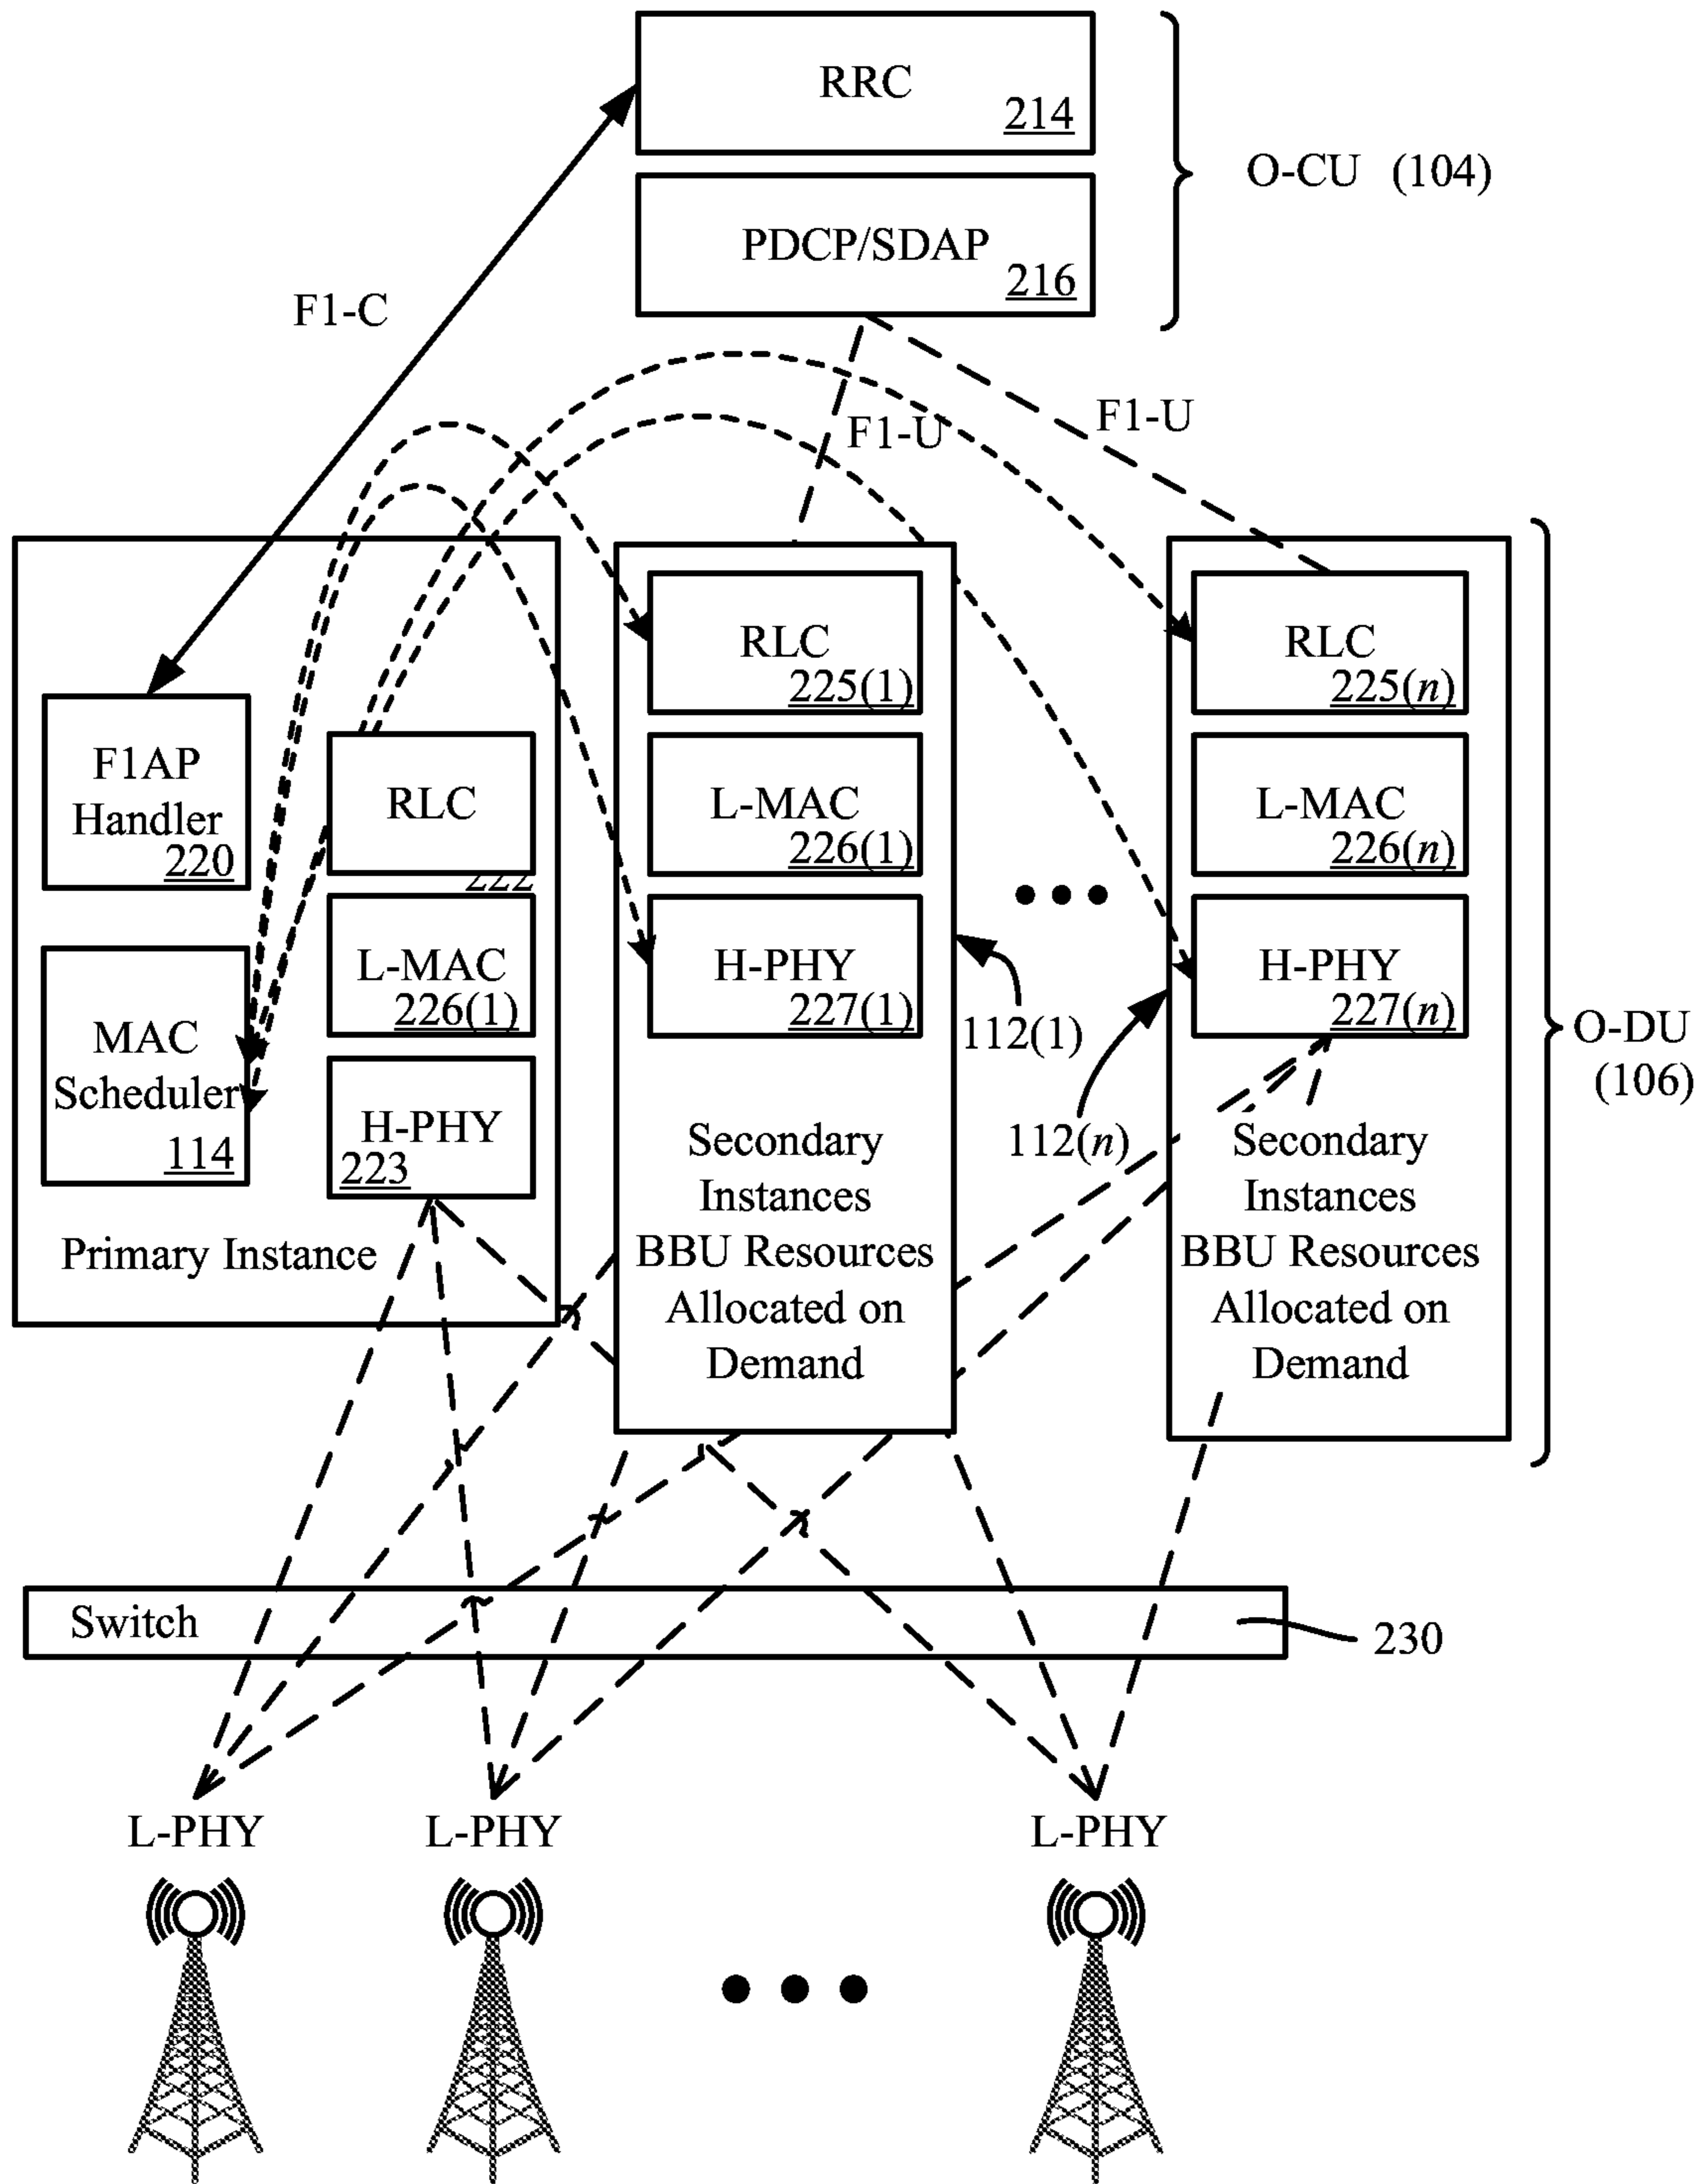 RRC
214
O-CU (104)
PDCP/SDAP
216
F1-C
F1-U
F1-U
RLC
225(1)
RLC
225(n)
F1AP
Handler
220
RLC
222
L-MAC
226(1)
L-MAC
226(n)
L-MAC
226(1)
H-PHY
227(1)
H-PHY
227(n)
MAC
Scheduler
114
H-PHY
223
112(1)
112(n)
O-DU
(106)
Primary Instance
Secondary
Instances
BBU Resources
Allocated on
Demand
Secondary
Instances
BBU Resources
Allocated on
Demand
Switch
230
L-PHY
L-PHY
L-PHY